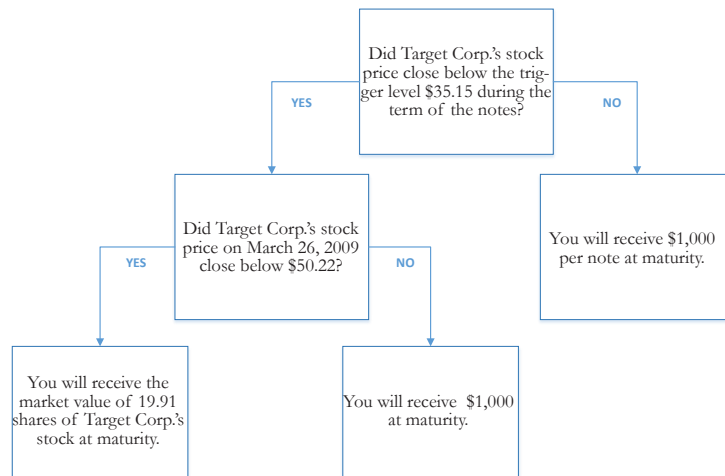 Did Target Corp.'s stock
price close below the trig-
ger level $35.15 during the
term of the notes?
YES
NO
Did Target Corp.'s stock
price on March 26, 2009
close below $50.22?
You will receive $1,000
per note at maturity.
YES
NO
You will receive the
market value of 19.91
shares of Target Corp.'s
stock at maturity.
You will receive $1,000
at maturity.